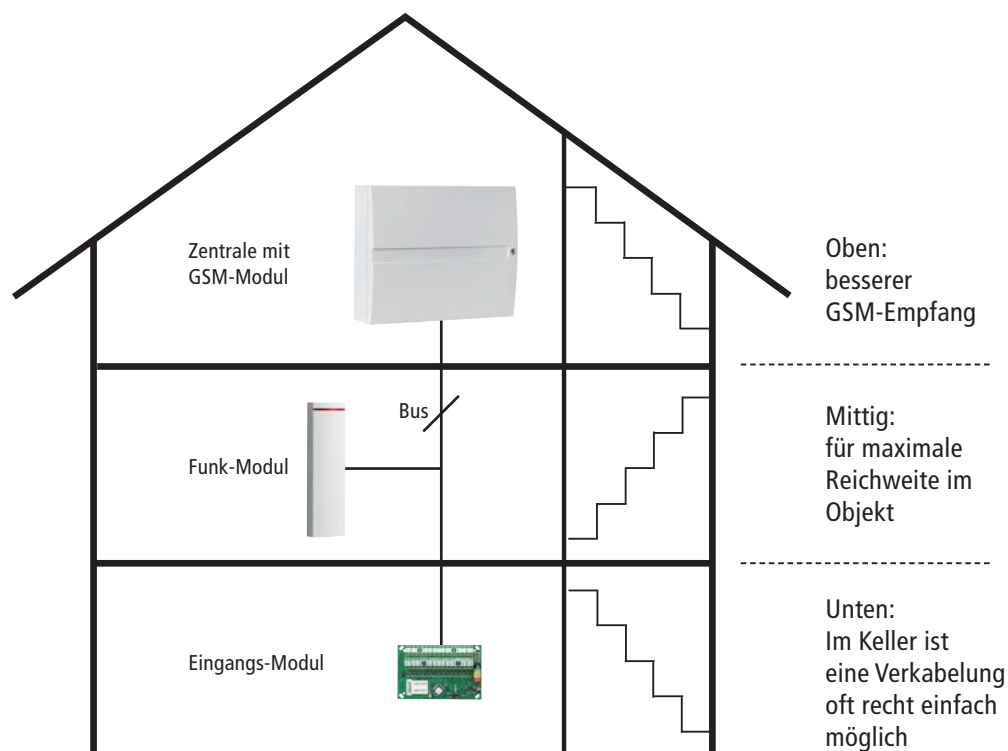 Zentrale mit
GSM-Modul
Oben:
besserer
GSM-Empfang
Bus
Funk-Modul
Mittig:
für maximale
Reichweite im
Objekt
Eingangs-Modul
Unten:
Im Keller ist
eine Verkabelung
oft recht einfach
möglich